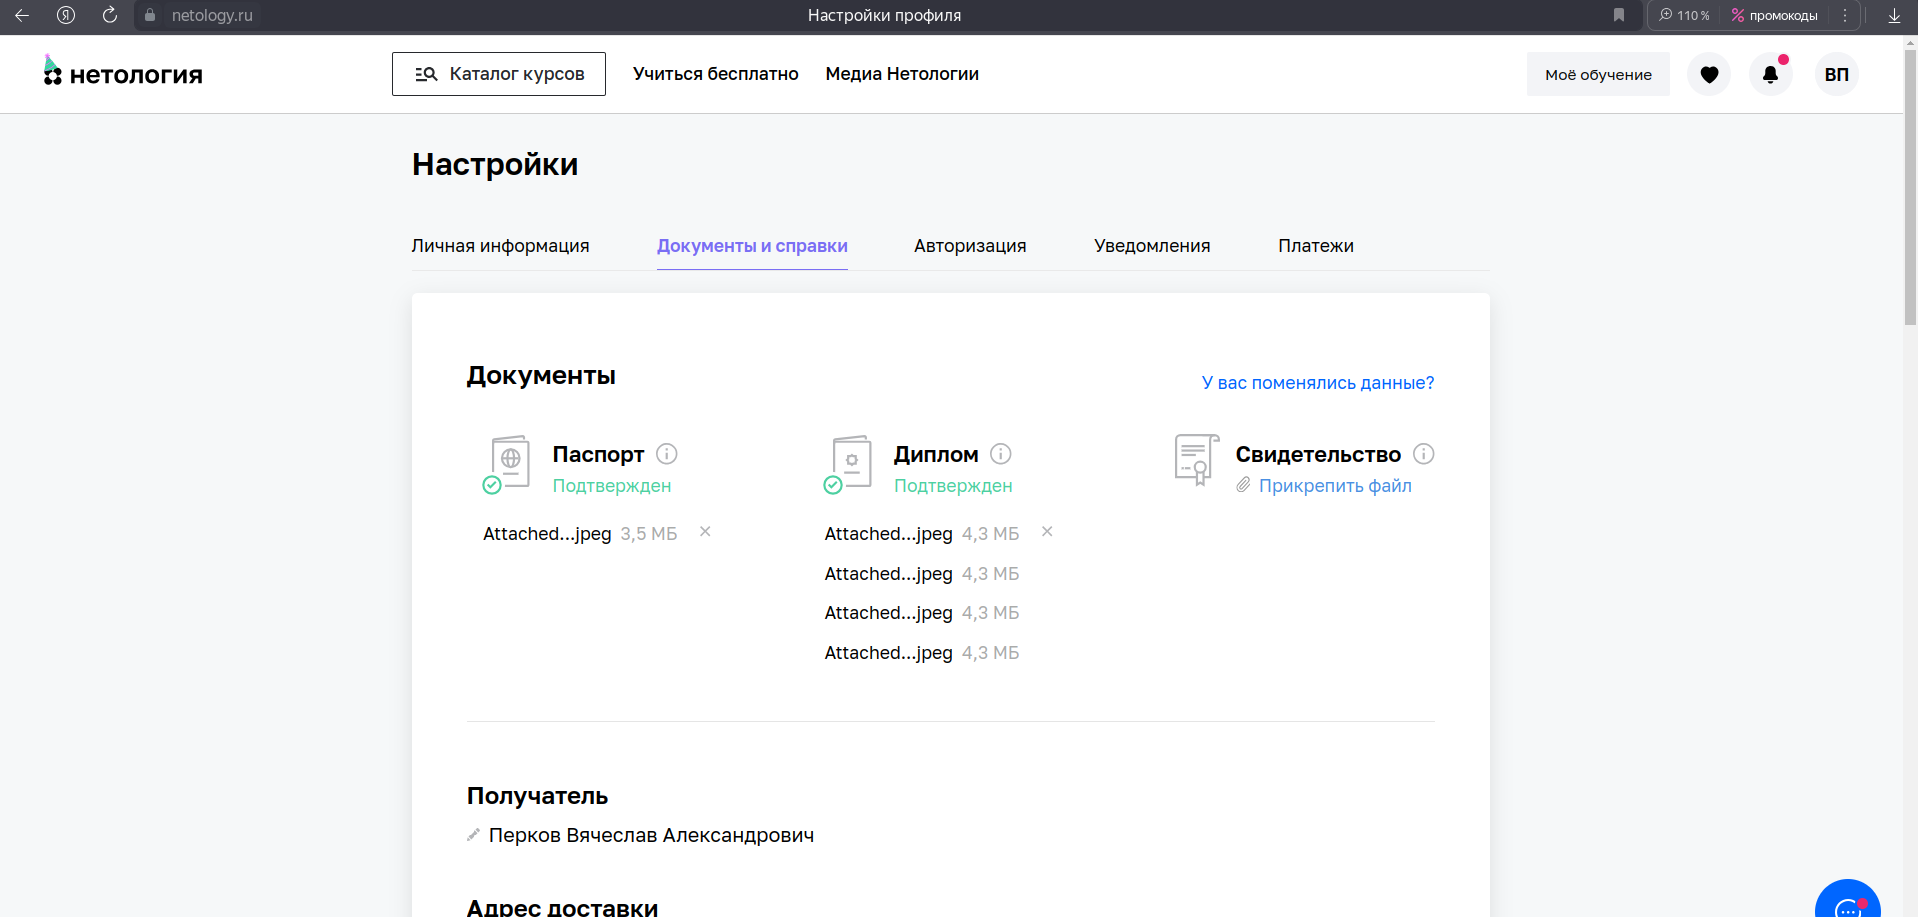 netology.ru
Настройки профиля
110 %
промокоды
нетология
Каталог курсов
Учиться бесплатно
Медиа Нетологии
Моё обучение
ВП
Настройки
Личная информация
Документы и справки
Авторизация
Уведомления
Платежи
Документы
У вас поменялись данные?
Паспорт
Подтвержден
Attached...jpeg 3,5 МБ
Диплом
Подтвержден
Attached...jpeg 4,3 МБ
Attached...jpeg 4,3 МБ
Attached...jpeg 4,3 МБ
Attached...jpeg 4,3 МБ
Свидетельство
Прикрепить файл
Получатель
Перков Вячеслав Александрович
Адрес доставки